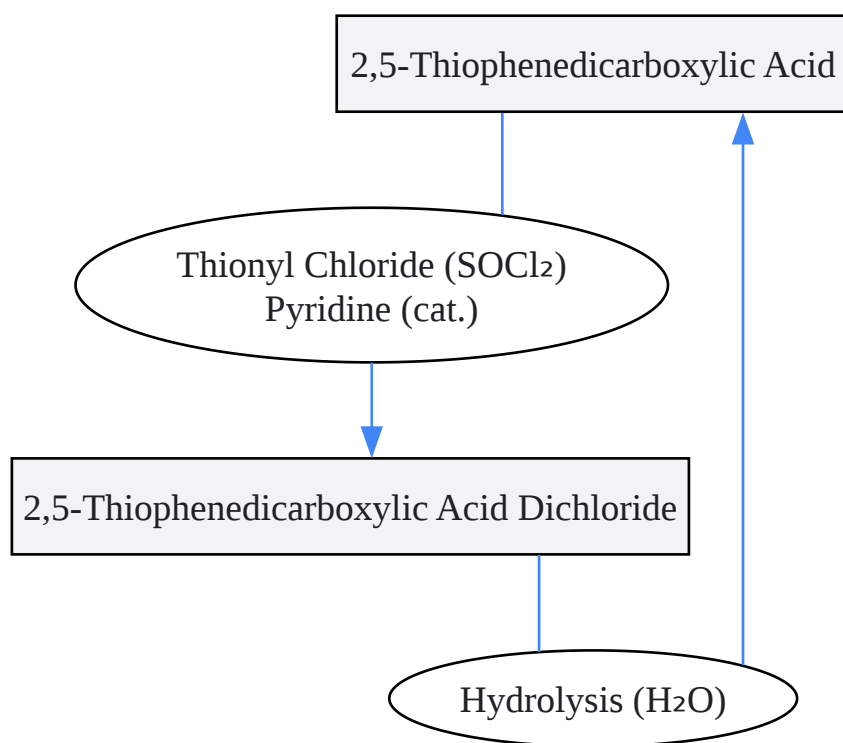 2,5-Thiophenedicarboxylic Acid
Thionyl Chloride (SOCl₂)
Pyridine (cat.)
2,5-Thiophenedicarboxylic Acid Dichloride
Hydrolysis (H₂O)